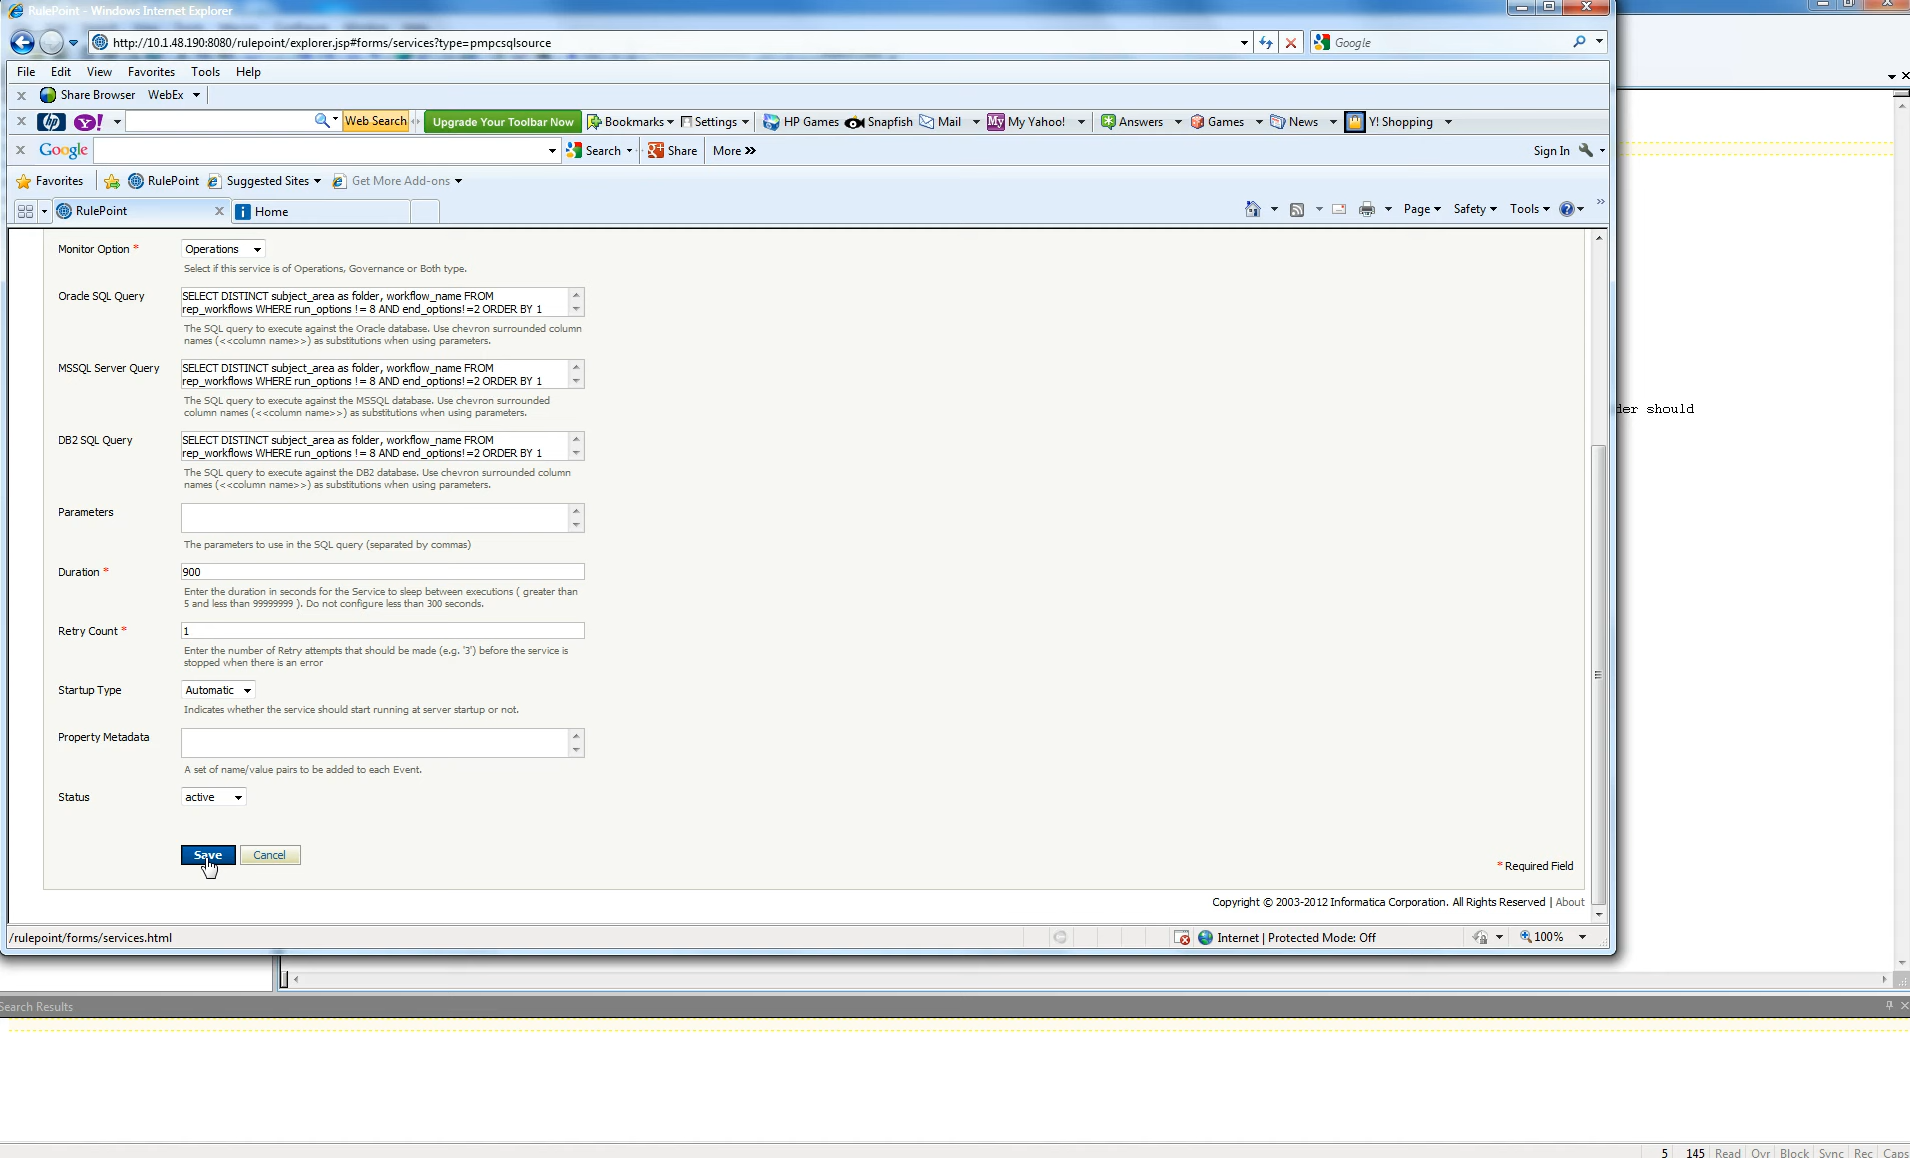 RulePoint - Windows Internet Explorer
http://10.1.48.190:8080/rulepoint/explorer.jsp#forms/services?type=pmpcsqlsource
Google
File Edit View Favorites Tools Help
x Share Browser WebEx
x hp Y! Web Search Upgrade Your Toolbar Now Bookmarks Settings HP Games Snapfish Mail My My Yahoo! Answers Games News Y! Shopping
x Google Search Share More » Sign In
Favorites RulePoint Suggested Sites Get More Add-ons
RulePoint x Home Page Safety Tools »
Monitor Option * Operations
Select if this service is of Operations, Governance or Both type.
Oracle SQL Query SELECT DISTINCT subject_area as folder, workflow_name FROM
rep_workflows WHERE run_options != 8 AND end_options!=2 ORDER BY 1
The SQL query to execute against the Oracle database. Use chevron surrounded column
names (<<column name>>) as substitutions when using parameters.
MSSQL Server Query SELECT DISTINCT subject_area as folder, workflow_name FROM
rep_workflows WHERE run_options != 8 AND end_options!=2 ORDER BY 1
The SQL query to execute against the MSSQL database. Use chevron surrounded
column names (<<column name>>) as substitutions when using parameters.
der should
DB2 SQL Query SELECT DISTINCT subject_area as folder, workflow_name FROM
rep_workflows WHERE run_options != 8 AND end_options!=2 ORDER BY 1
The SQL query to execute against the DB2 database. Use chevron surrounded column
names (<<column name>>) as substitutions when using parameters.
Parameters
The parameters to use in the SQL query (separated by commas)
Duration * 900
Enter the duration in seconds for the Service to sleep between executions ( greater than
5 and less than 99999999 ). Do not configure less than 300 seconds.
Retry Count * 1
Enter the number of Retry attempts that should be made (e.g. '3') before the service is
stopped when there is an error
Startup Type Automatic
Indicates whether the service should start running at server startup or not.
Property Metadata
A set of name/value pairs to be added to each Event.
Status active
Save Cancel
* Required Field
Copyright © 2003-2012 Informatica Corporation. All Rights Reserved | About
/rulepoint/forms/services.html Internet | Protected Mode: Off 100%
Search Results
5 145 Read Ovr Block Sync Rec Caps